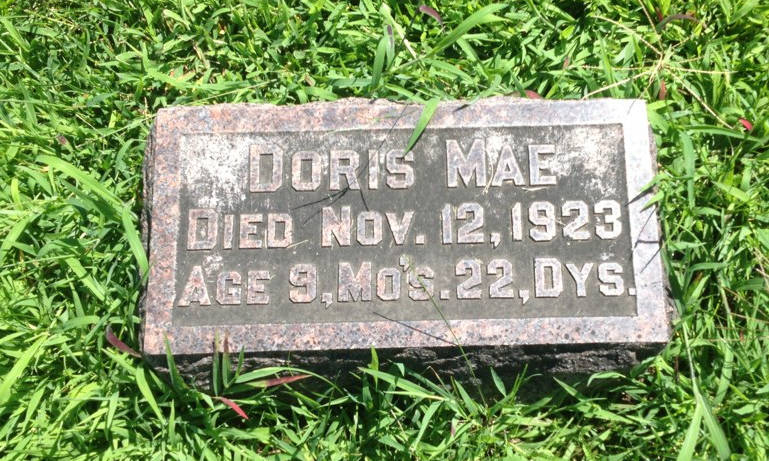 DORIS MAE
DIED NOV. 12, 1923
AGE 9, MO'S. 22, DYS.